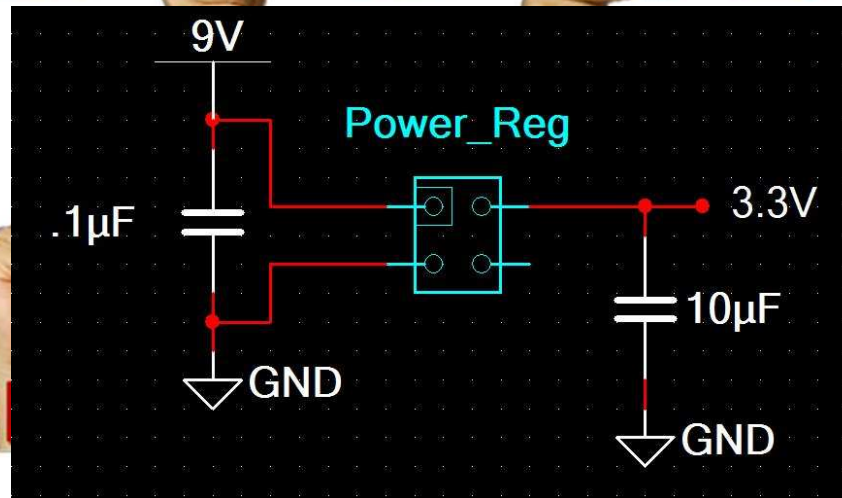 9V
Power_Reg
.1µF
3.3V
10µF
GND
GND